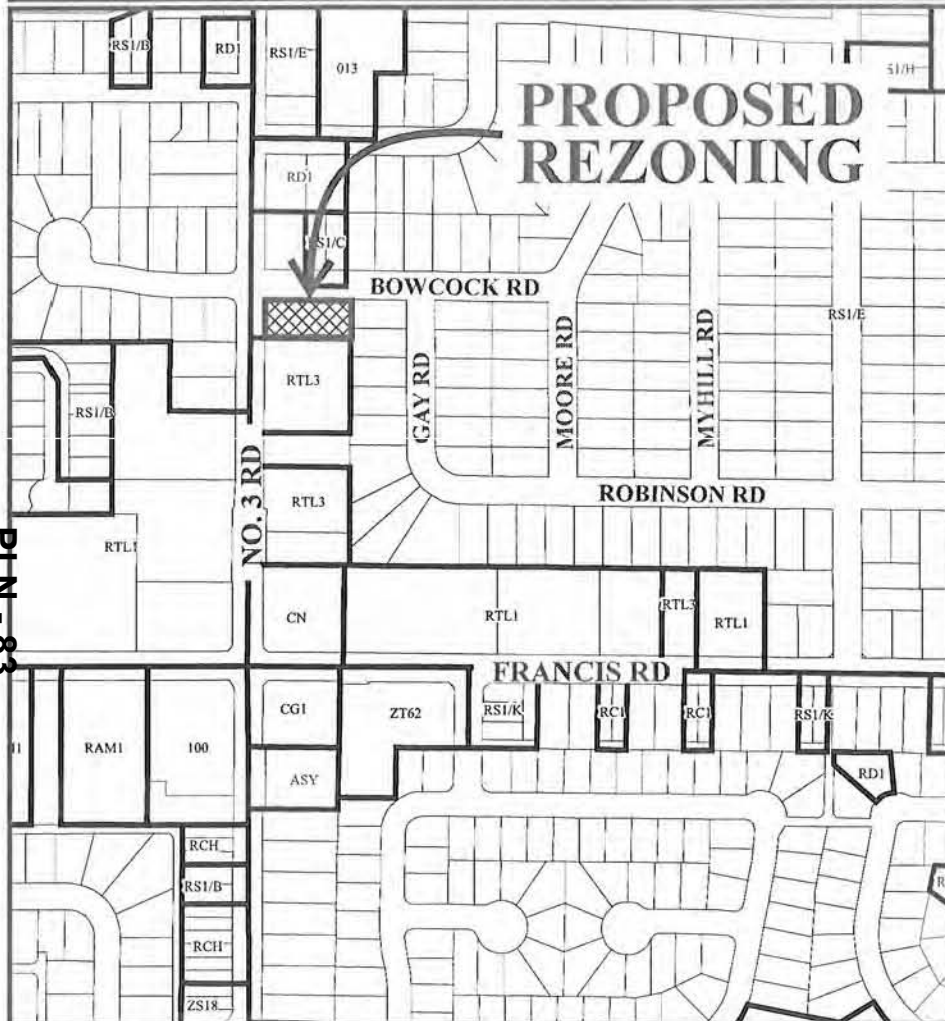 RS1/B
RD1
RS1/E
013
PROPOSED
REZONING
RD1
BOWCOCK RD
RTL3
RS1/E
GAY RD
MOORE RD
MYHILL RD
RS1/B
NO. 3 RD
RTL3
ROBINSON RD
RTL1
CN
RTL1
RTL3
RTL1
FRANCIS RD
CG1
ZT62
RS1/K
RC1
RC1
RS1/K
RAM1
100
ASY
RD1
RCH
RS1/B
RCH
ZS18